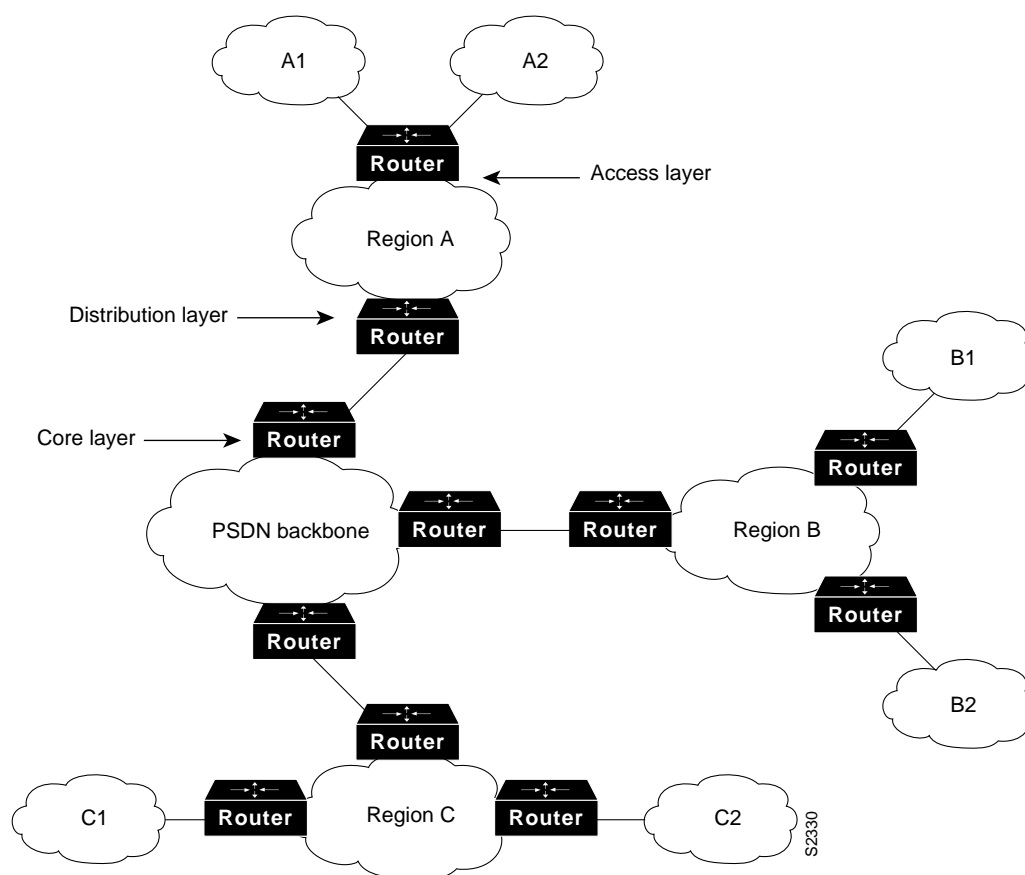 A1
A2
Router
Access layer
Region A
Distribution layer
Router
B1
Router
Core layer
Router
Router
PSDN backbone
Router
Router
Region B
Router
Router
B2
Router
C1
Router
Region C
Router
C2
S2330